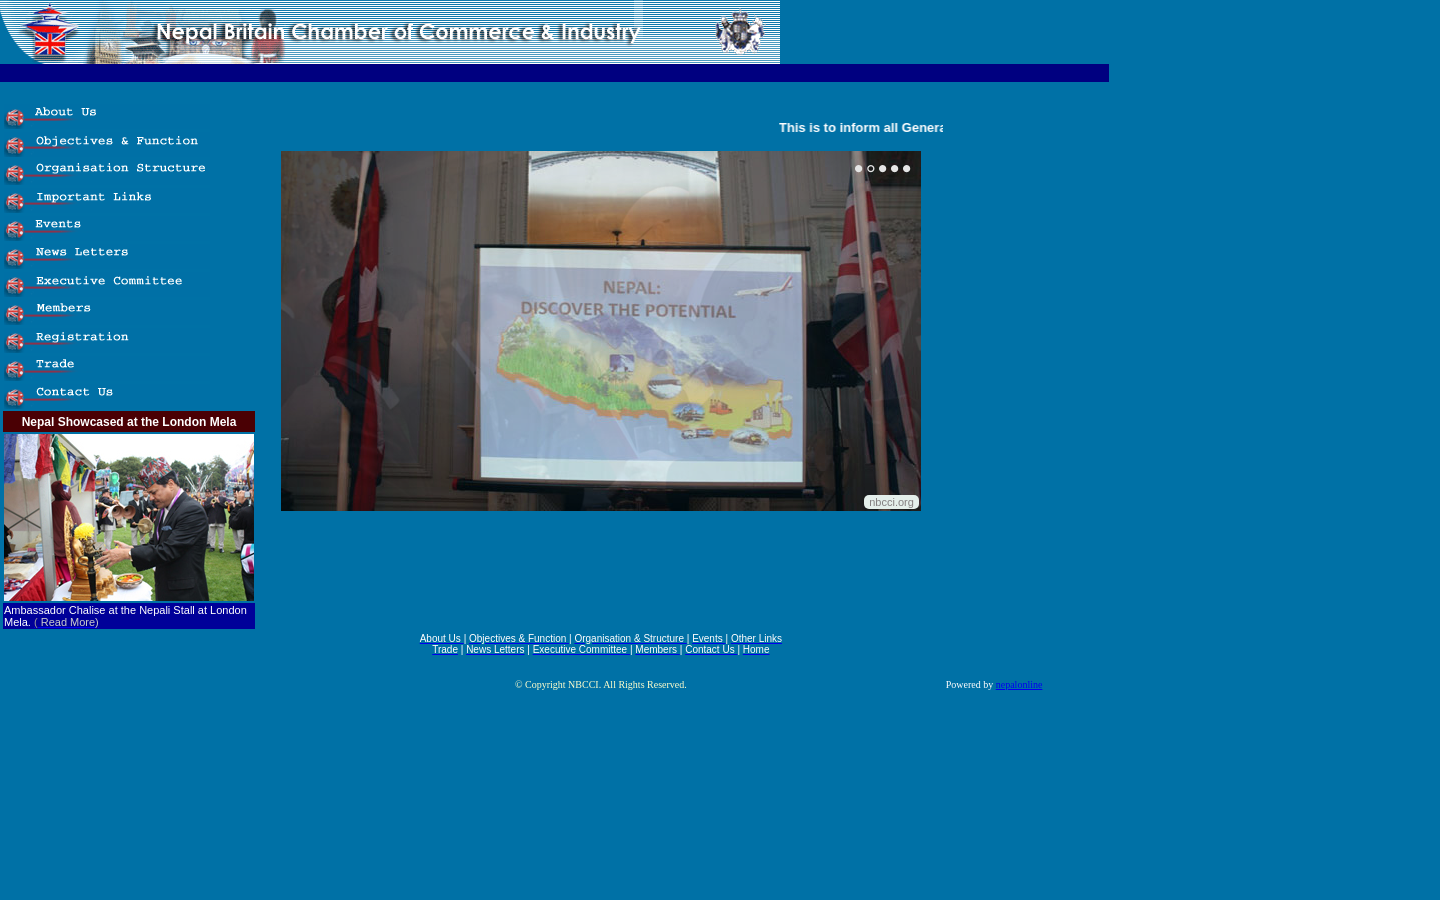 Nepal Britain Chamber of Commerce & Industry
About Us
This is to inform all
Objectives & Function
Organisation Structure
Important Links
Events
News Letters
Executive Committee
Members
Registration
Trade
Contact Us
NEPAL:
DISCOVER THE POTENTIAL
nbcci.org
Nepal Showcased at the London Mela
Ambassador Chalise at the Nepali Stall at London
Mela. ( Read More)
About Us | Objectives & Function | Organisation & Structure | Events | Other Links
Trade | News Letters | Executive Committee | Members | Contact Us | Home
© Copyright NBCCI. All Rights Reserved.
Powered by nepalonline